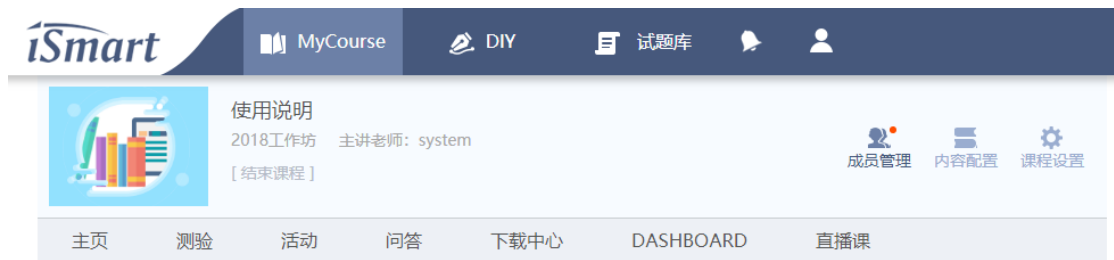 iSmart MyCourse DIY 试题库
使用说明
2018工作坊 主讲老师：system
[ 结束课程 ]
成员管理 内容配置 课程设置
主页 测验 活动 问答 下载中心 DASHBOARD 直播课